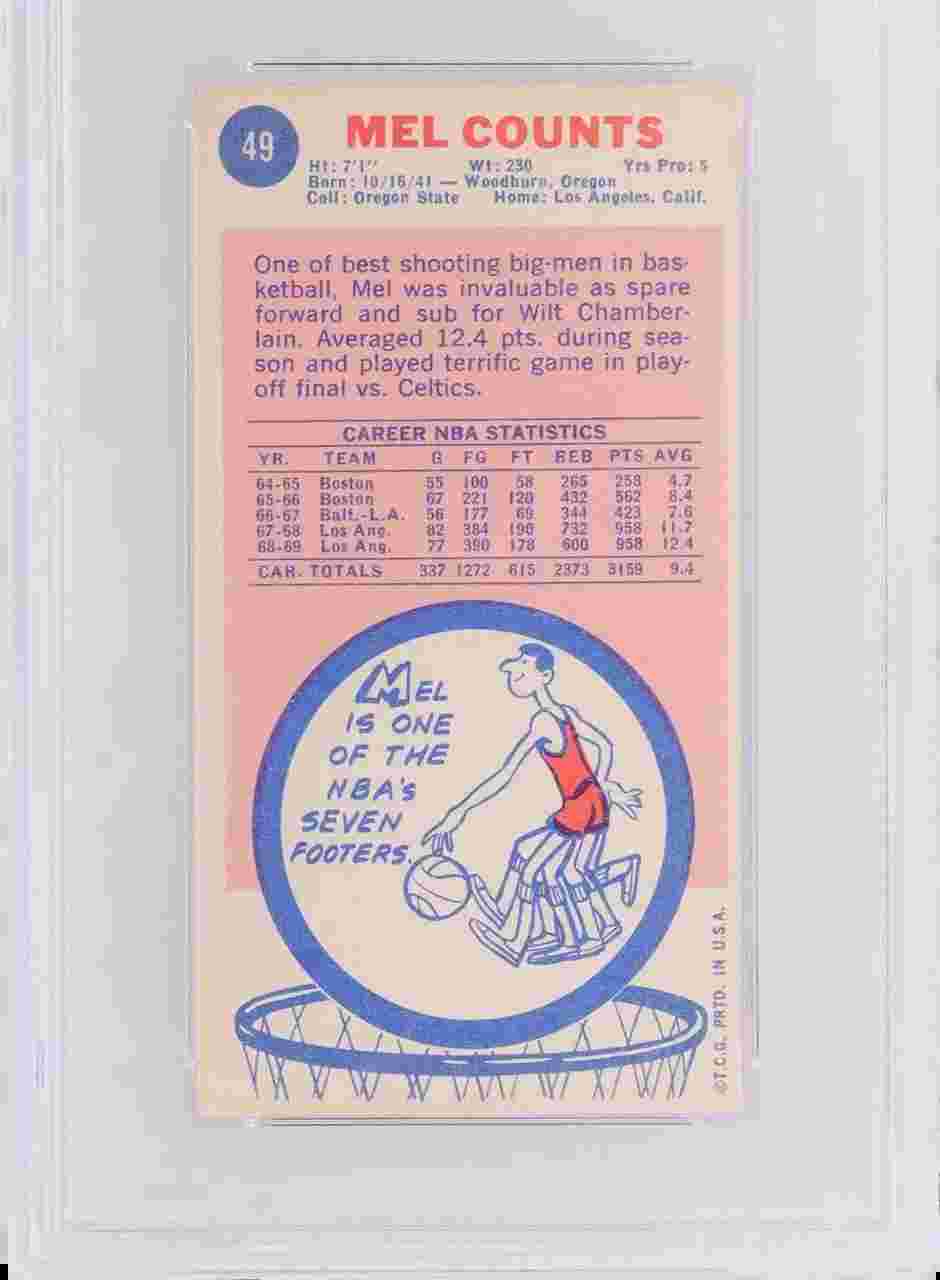 49
MEL COUNTS
Ht: 7'1" Wt: 230 Yrs Pro: 5
Born: 10/16/41 — Woodburn, Oregon
Coll: Oregon State Home: Los Angeles, Calif.
One of best shooting big-men in bas-
ketball, Mel was invaluable as spare
forward and sub for Wilt Chamber-
lain. Averaged 12.4 pts. during sea-
son and played terrific game in play-
off final vs. Celtics.
CAREER NBA STATISTICS
YR. TEAM G FG FT REB PTS AVG
64-65 Boston 55 100 58 265 258 4.7
65-66 Boston 67 221 120 432 562 8.4
66-67 Balt.-L.A. 56 177 69 344 423 7.6
67-68 Los Ang. 82 384 190 732 958 11.7
68-69 Los Ang. 77 390 178 600 958 12.4
CAR. TOTALS 337 1272 615 2373 3159 9.4
MEL
IS ONE
OF THE
NBA'S
SEVEN
FOOTERS.
©T.C.G. PRTD. IN U.S.A.